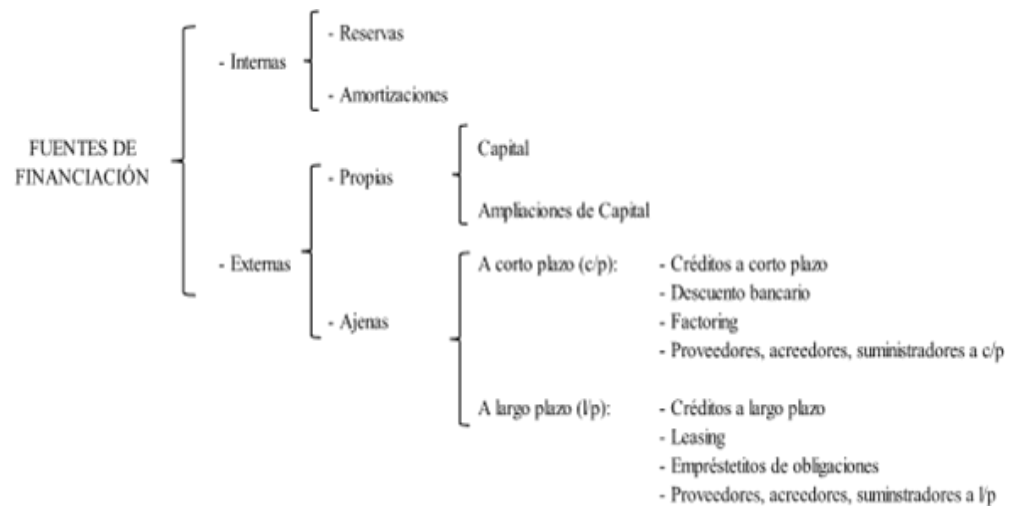 FUENTES DE
FINANCIACIÓN
- Internas
- Reservas
- Amortizaciones
- Externas
- Propias
Capital
Ampliaciones de Capital
- Ajenas
A corto plazo (c/p):
- Créditos a corto plazo
- Descuento bancario
- Factoring
- Proveedores, acreedores, suministradores a c/p
A largo plazo (l/p):
- Créditos a largo plazo
- Leasing
- Empréstetitos de obligaciones
- Proveedores, acreedores, suminstradores a l/p